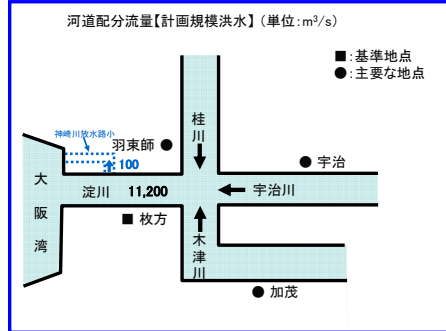 河道配分流量【計画規模洪水】(単位:m³/s)
■:基準地点
●:主要な地点
神崎川放水路小
羽束師 ●
100
桂川
● 宇治
大阪湾
淀川 11,200
宇治川
■ 枚方
木津川
● 加茂